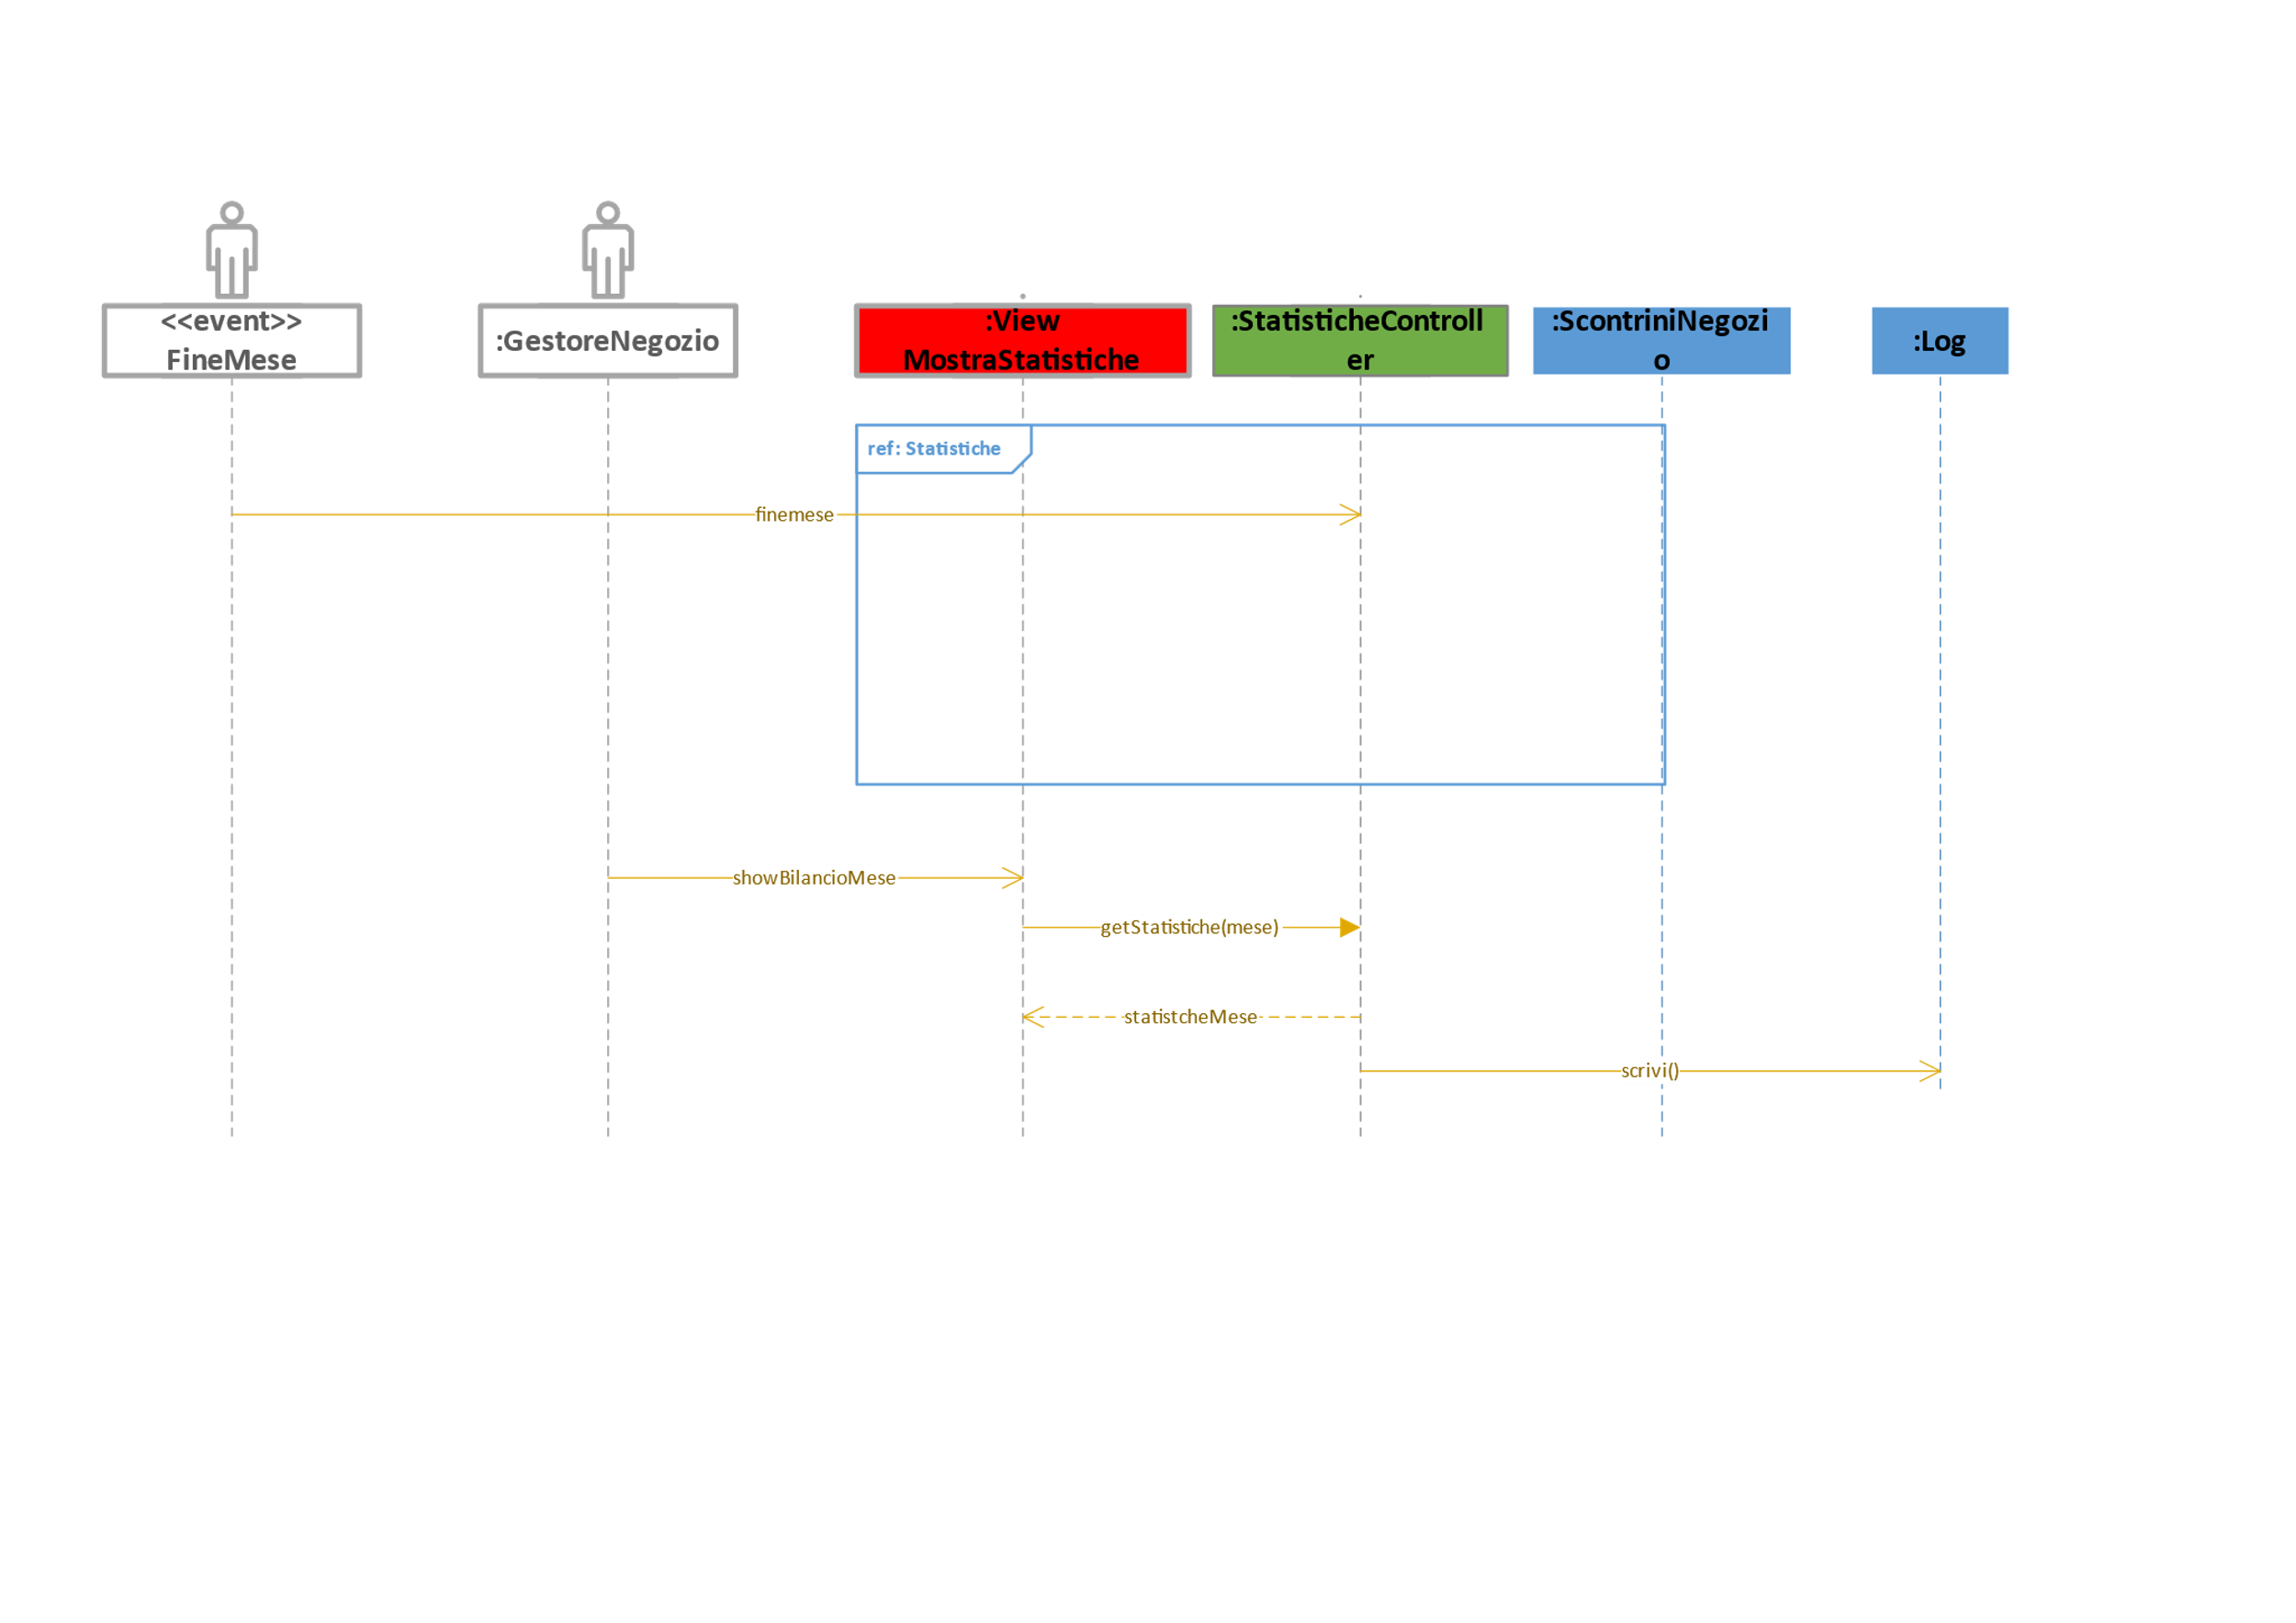 <<event>>
FineMese
:GestoreNegozio
:View
MostraStatistiche
:StatisticheControll
er
:ScontriniNegozi
o
:Log
ref: Statistiche
finemese
showBilancioMese
getStatistiche(mese)
statistcheMese
scrivi()